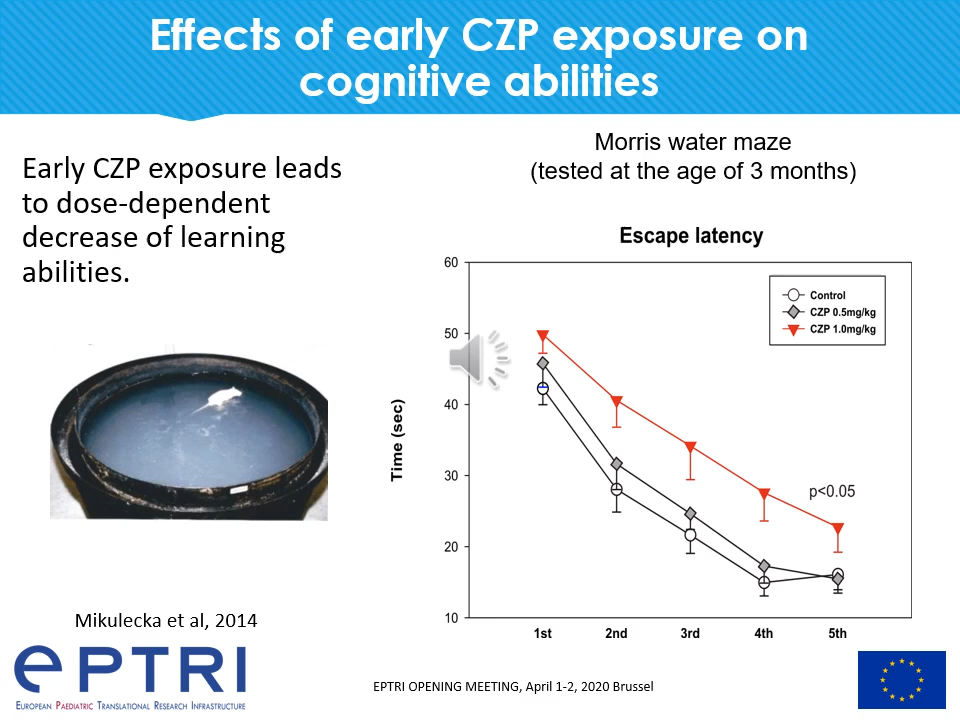 Effects of early CZP exposure on
cognitive abilities
Early CZP exposure leads
to dose-dependent
decrease of learning
abilities.
Morris water maze
(tested at the age of 3 months)
Escape latency
60
50
40
30
20
10
Time (sec)
Control
CZP 0.5mg/kg
CZP 1.0mg/kg
p<0.05
1st 2nd 3rd 4th 5th
Mikulecka et al, 2014
ePTRI
EUROPEAN PAEDIATRIC TRANSLATIONAL RESEARCH INFRASTRUCTURE
EPTRI OPENING MEETING, April 1-2, 2020 Brussel